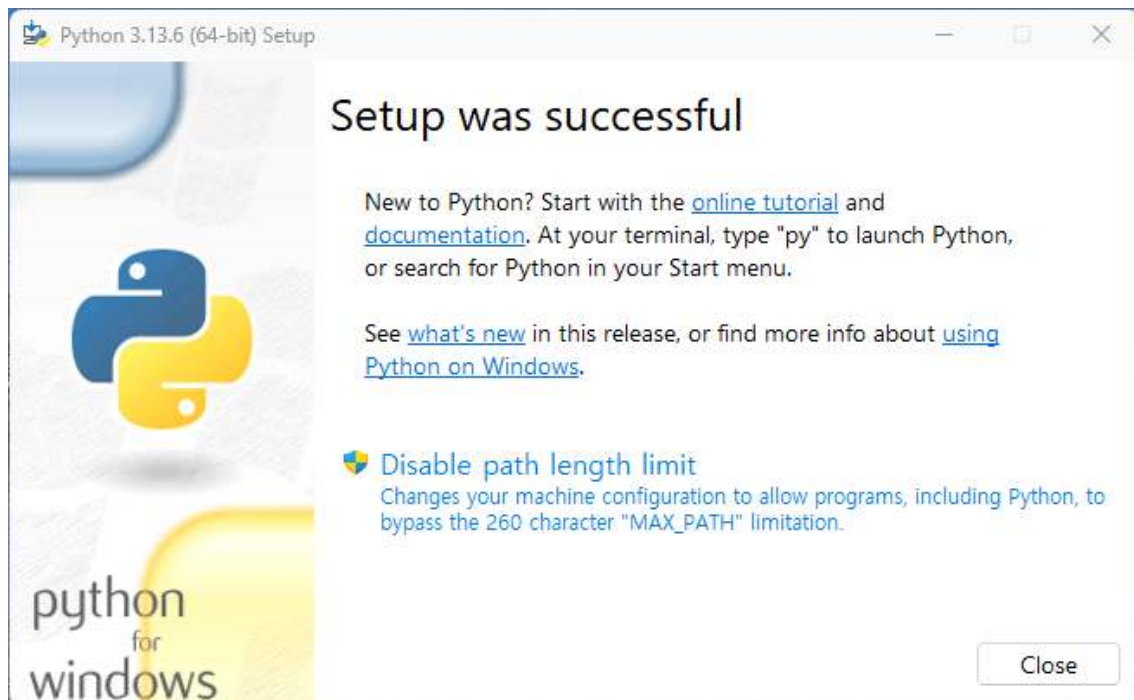 Python 3.13.6 (64-bit) Setup
Setup was successful
New to Python? Start with the online tutorial and
documentation. At your terminal, type "py" to launch Python,
or search for Python in your Start menu.
See what's new in this release, or find more info about using
Python on Windows.
Disable path length limit
Changes your machine configuration to allow programs, including Python, to
bypass the 260 character "MAX_PATH" limitation.
python
for
windows
Close